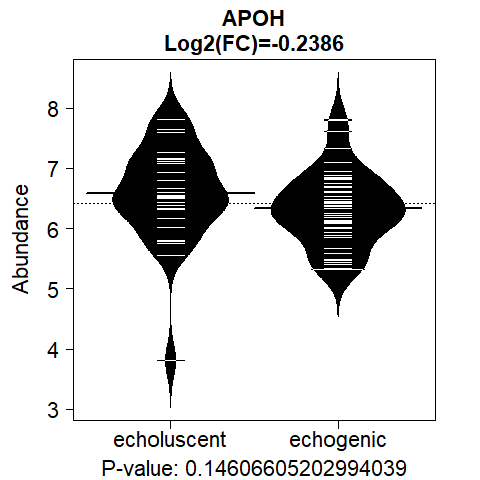 APOH
Log2(FC)=-0.2386
Abundance
8
7
6
5
4
3
echoluscent echogenic
P-value: 0.14606605202994039